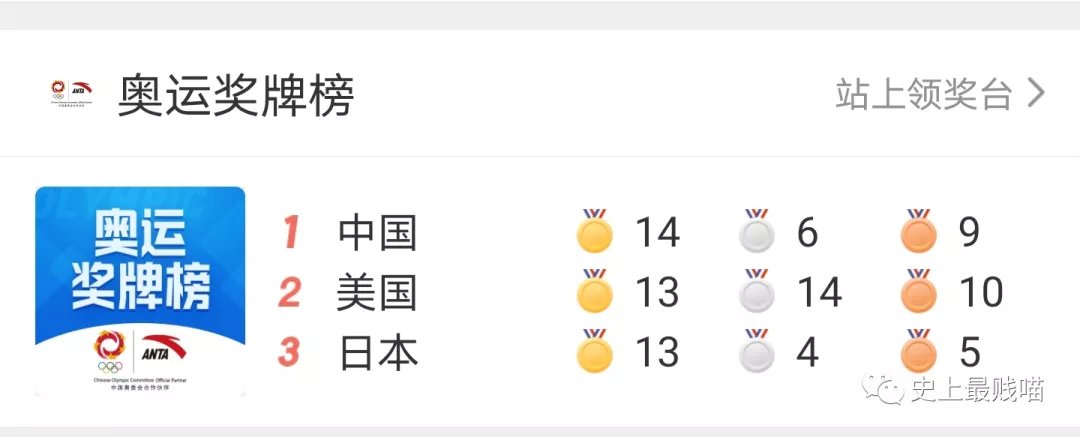 奥运奖牌榜
站上领奖台
OLYMPIC
奥运
奖牌榜
ANTA
Chinese Olympic Committee Official Partner
中国奥委会合作伙伴
1 中国 14 6 9
2 美国 13 14 10
3 日本 13 4 5
史上最贱喵